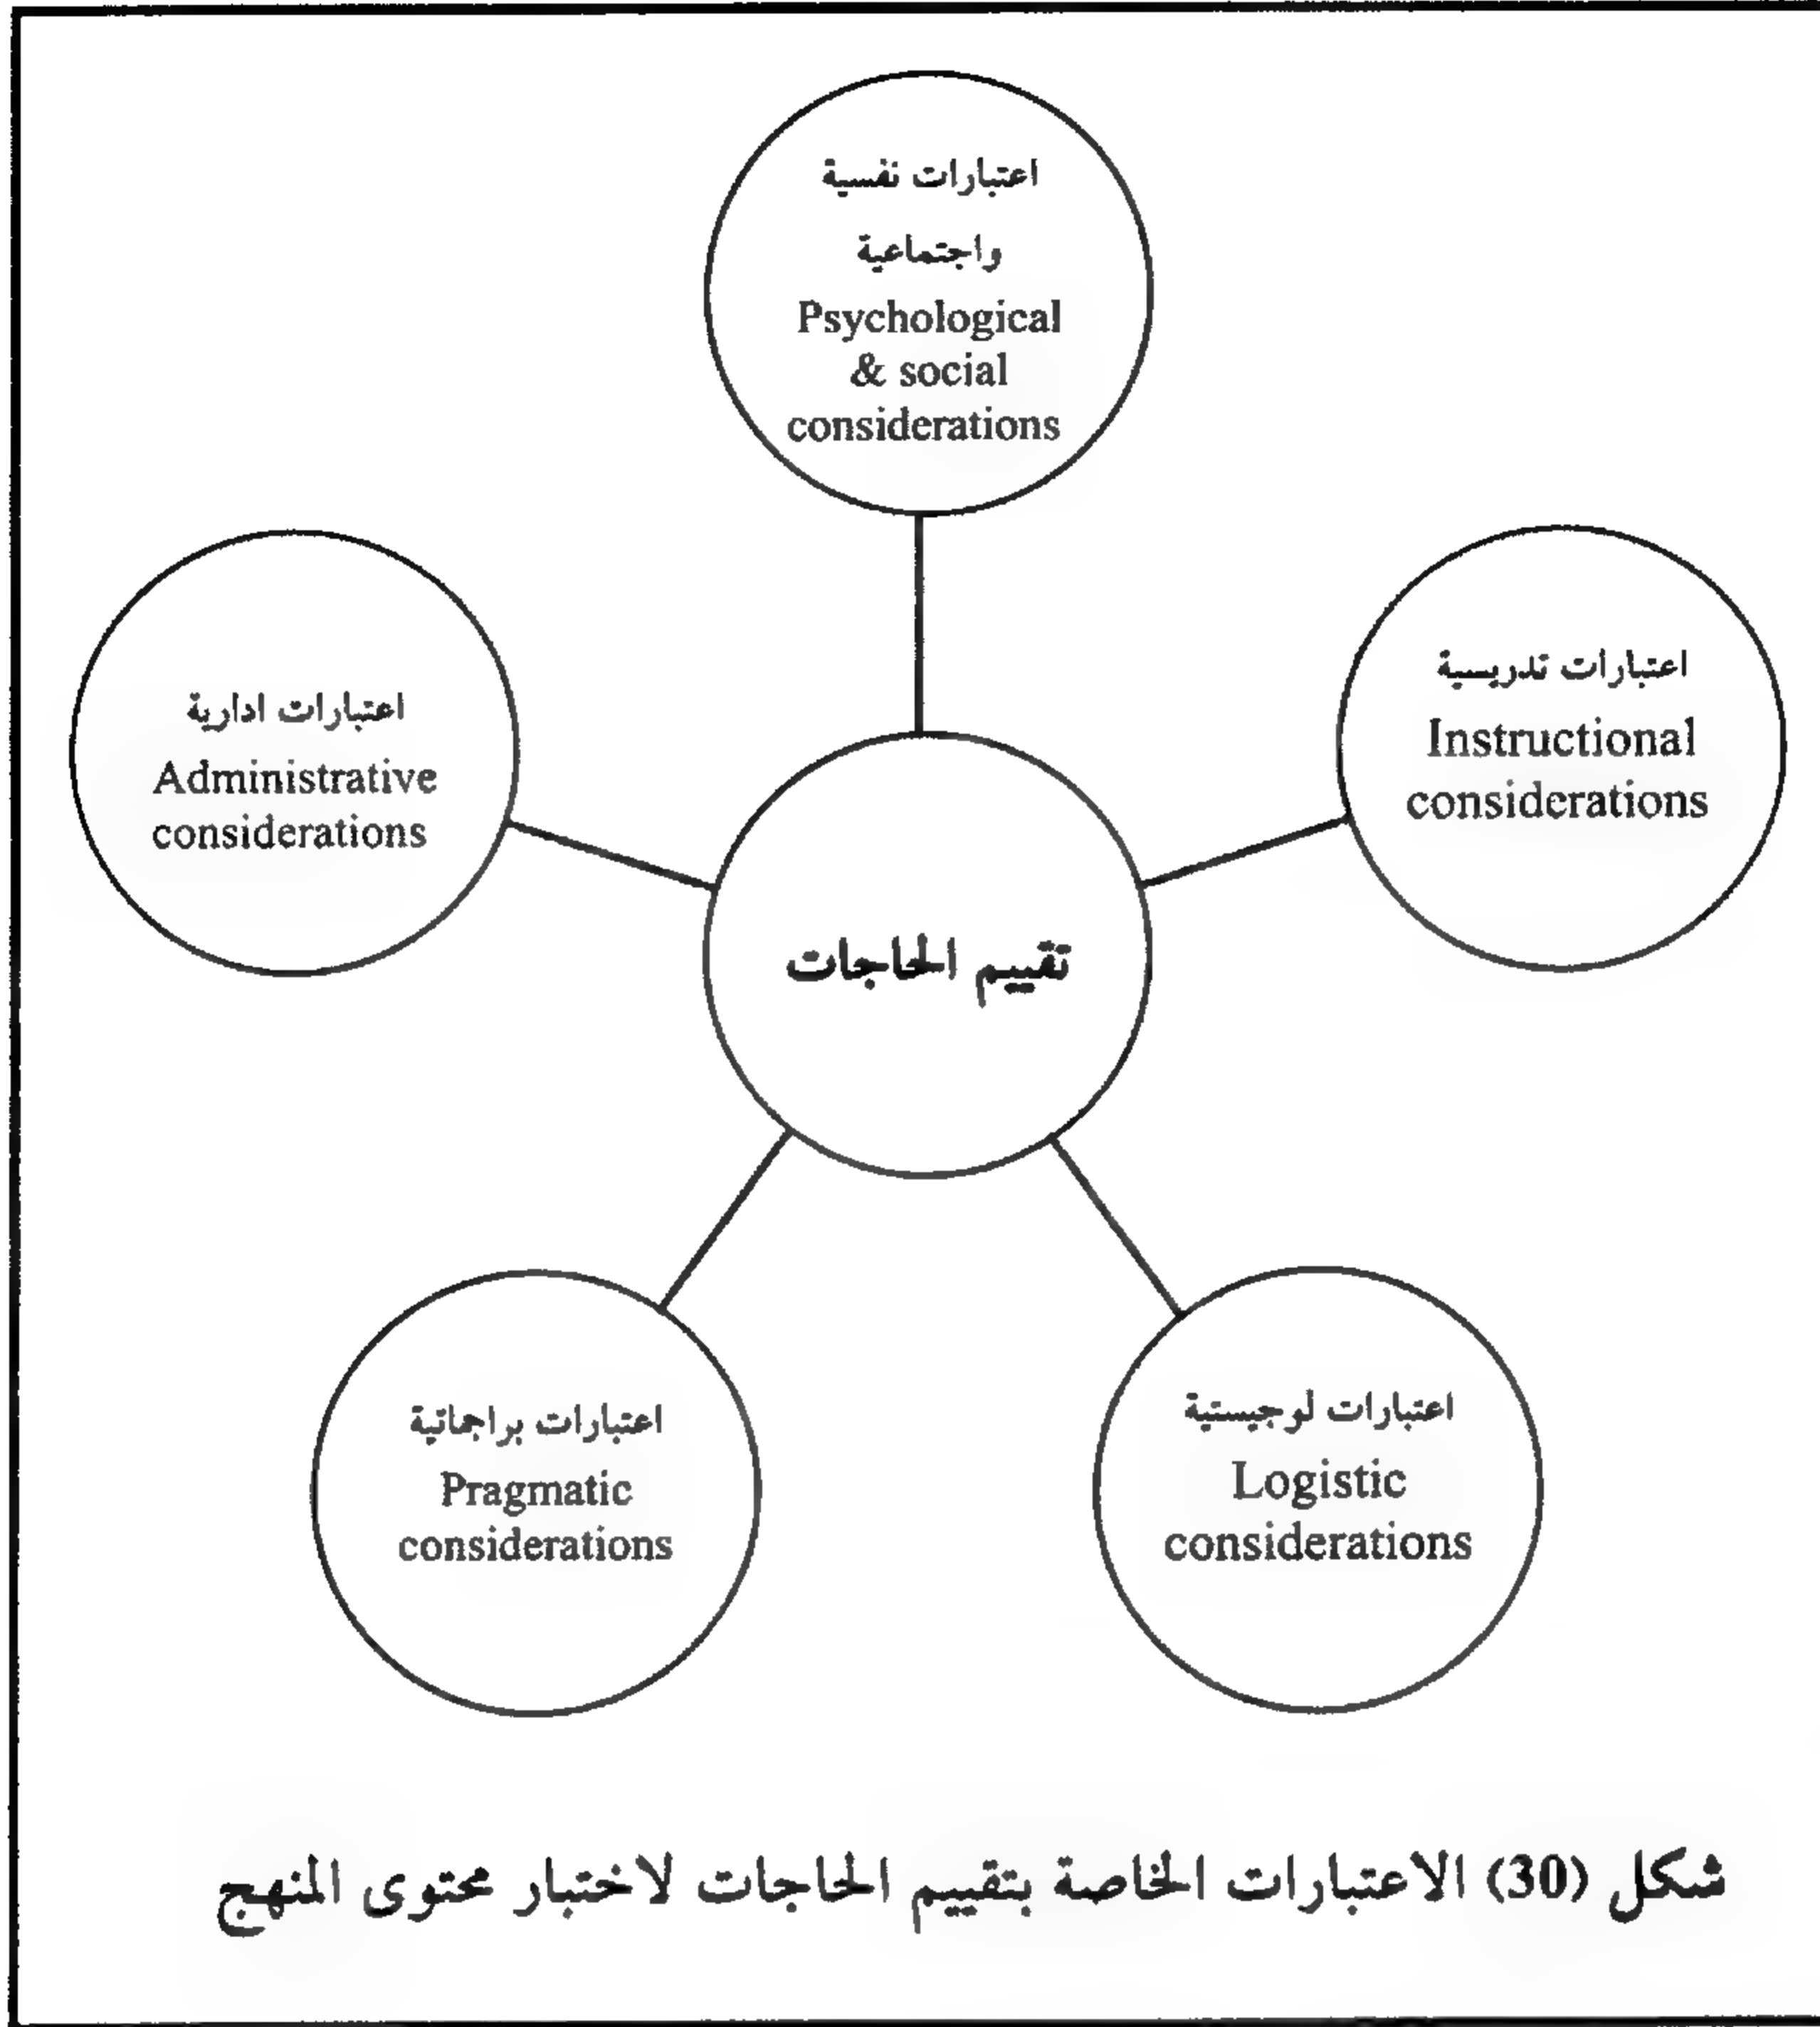 اعتبارات نفسية
واجتماعية
Psychological
& social
considerations
اعتبارات تدريسية
Instructional
considerations
اعتبارات ادارية
Administrative
considerations
تقييم الحاجات
اعتبارات لوجيستية
Logistic
considerations
اعتبارات براجماتية
Pragmatic
considerations
شكل (30) الاعتبارات الخاصة بتقييم الحاجات لاختبار محتوى المنهج